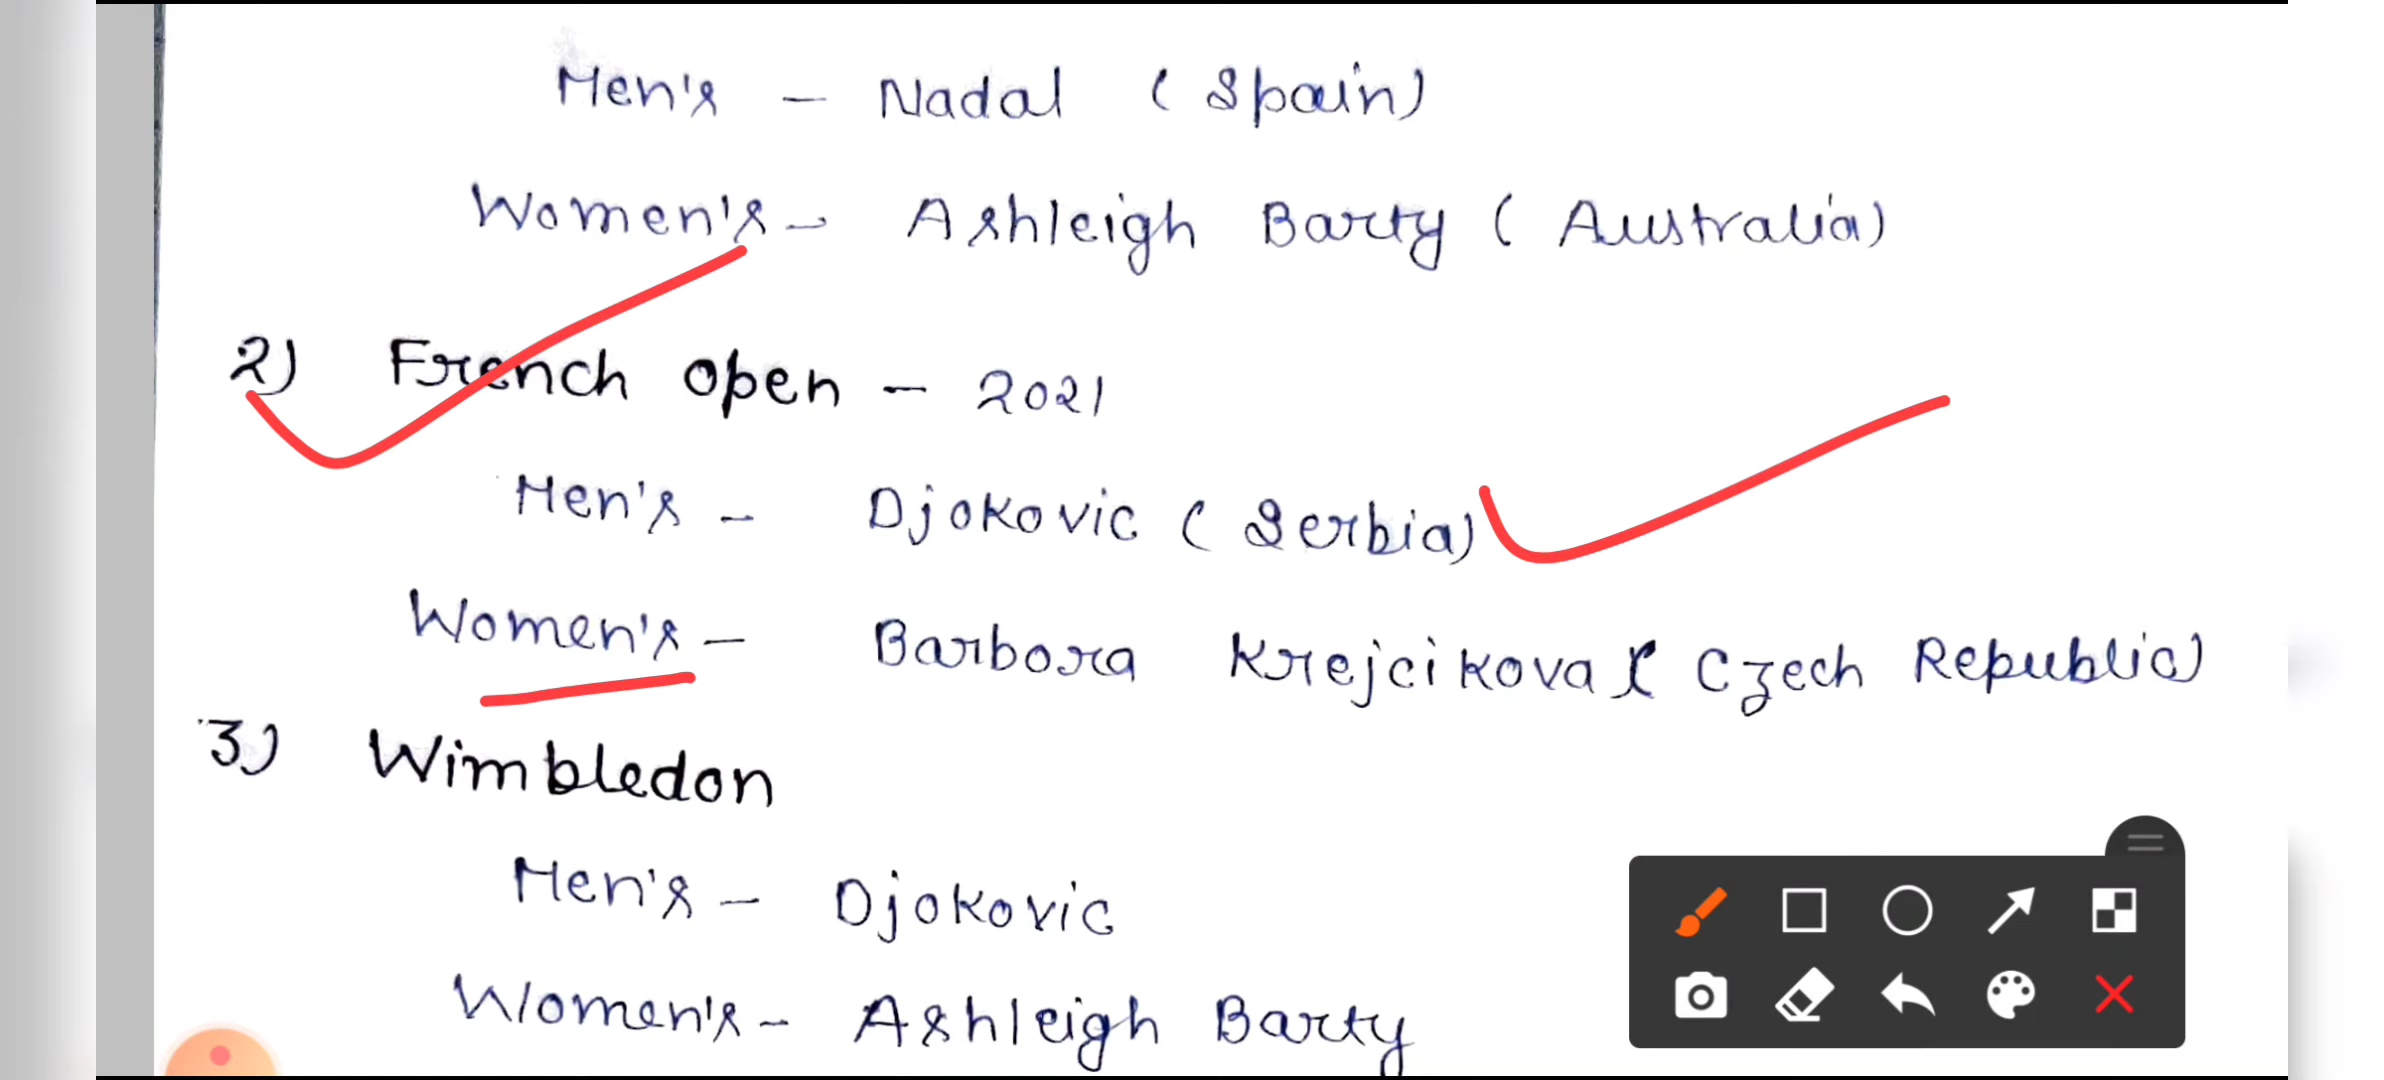 Men's - Nadal (Spain)
Women's - Ashleigh Barty (Australia)
2) French open - 2021
Men's - Djokovic (Serbia)
Women's - Barbora Krejcikova ( Czech Republic)
3) Wimbledon
Men's - Djokovic
Women's - Ashleigh Barty